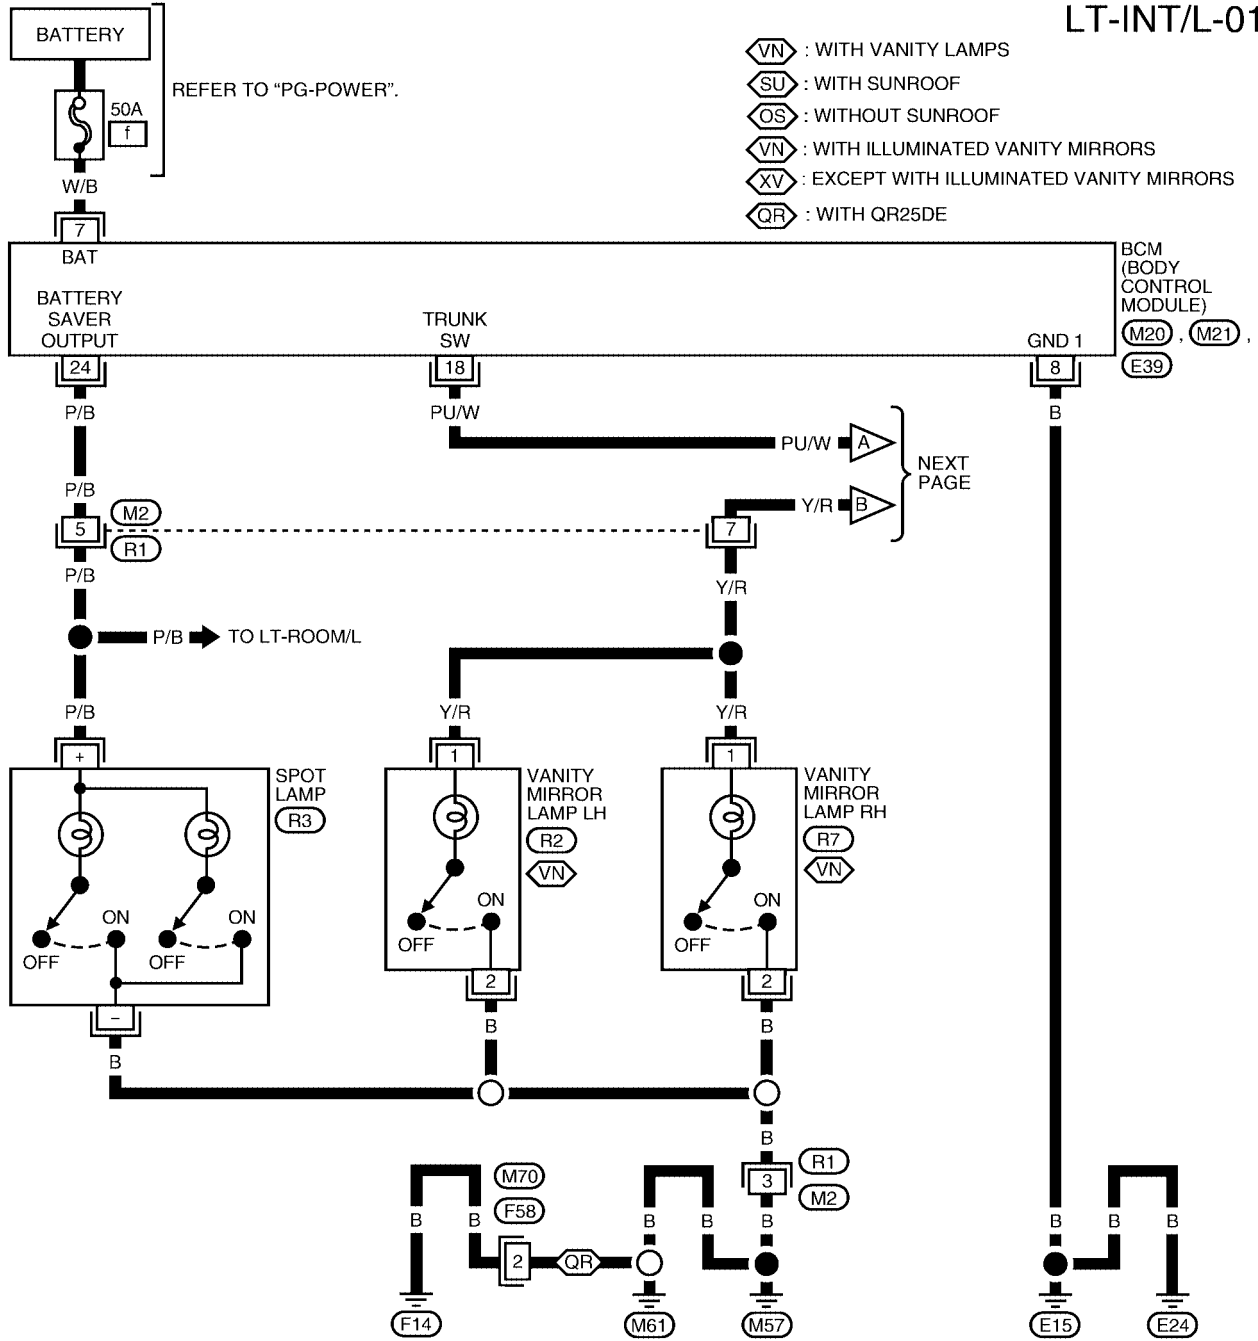 LT-INT/L-01
BATTERY
50A
f
REFER TO “PG-POWER”.
VN : WITH VANITY LAMPS
SU : WITH SUNROOF
OS : WITHOUT SUNROOF
VN : WITH ILLUMINATED VANITY MIRRORS
XV : EXCEPT WITH ILLUMINATED VANITY MIRRORS
QR : WITH QR25DE
W/B
7
BAT
BATTERY
SAVER
OUTPUT
TRUNK
SW
GND 1
BCM
(BODY
CONTROL
MODULE)
M20 , M21 ,
E39
24
18
8
P/B
PU/W
B
PU/W
A
NEXT
PAGE
P/B
Y/R
B
5
M2
R1
7
P/B
Y/R
P/B
TO LT-ROOM/L
P/B
Y/R
Y/R
+
1
1
SPOT
LAMP
R3
VANITY
MIRROR
LAMP LH
R2
VN
VANITY
MIRROR
LAMP RH
R7
VN
ON
OFF
ON
OFF
ON
OFF
ON
OFF
–
2
2
B
B
B
B
R1
3
M2
M70
F58
B
B
B
B
B
B
B
B
2
QR
F14
M61
M57
E15
E24